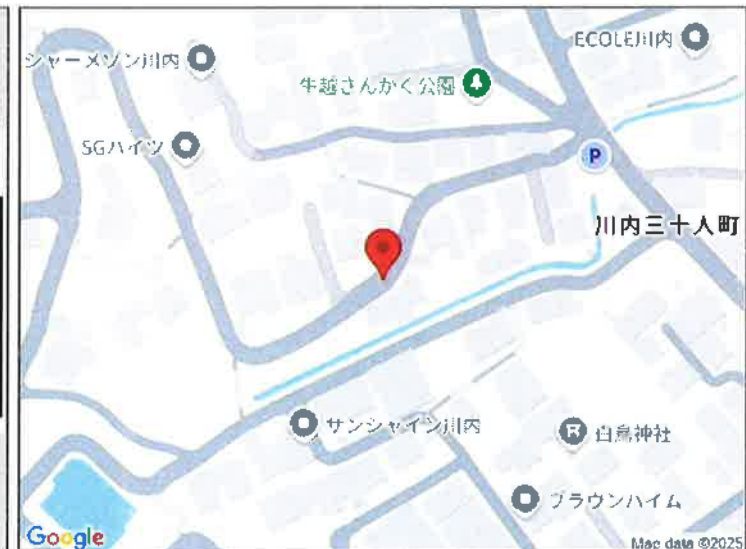 ECOLE川内
シャーメゾン川内
牛越さんかく公園
SGハイツ
P
川内三十人町
サンシャイン川内
白鳥神社
ブラウンハイム
Google
Map data ©2025